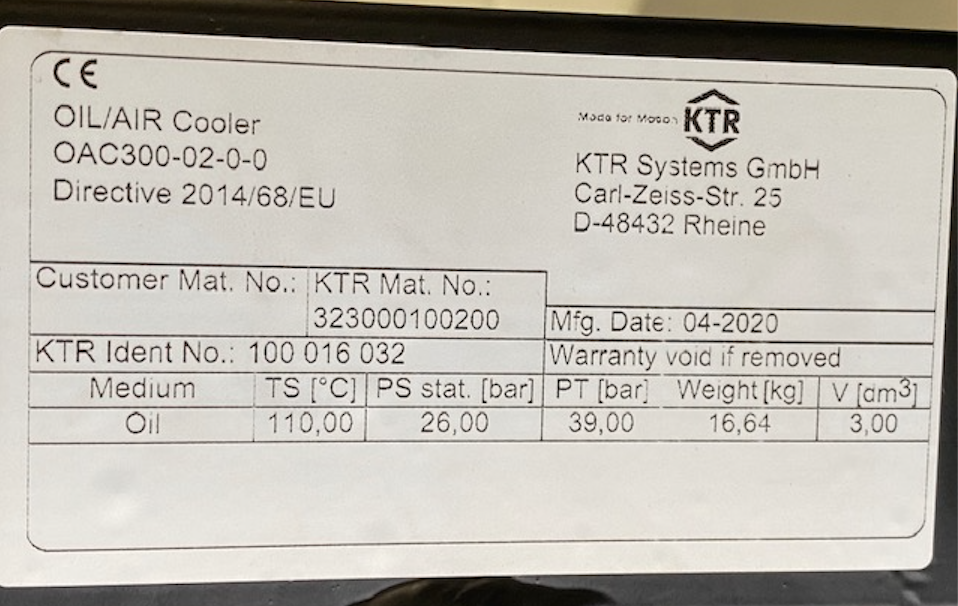 CE
OIL/AIR Cooler
OAC300-02-0-0
Directive 2014/68/EU
Made for Motion KTR
KTR Systems GmbH
Carl-Zeiss-Str. 25
D-48432 Rheine
Customer Mat. No.: KTR Mat. No.:
323000100200
Mfg. Date: 04-2020
KTR Ident No.: 100 016 032
Warranty void if removed
Medium TS [°C] PS stat. [bar] PT [bar] Weight [kg] V [dm³]
Oil 110,00 26,00 39,00 16,64 3,00